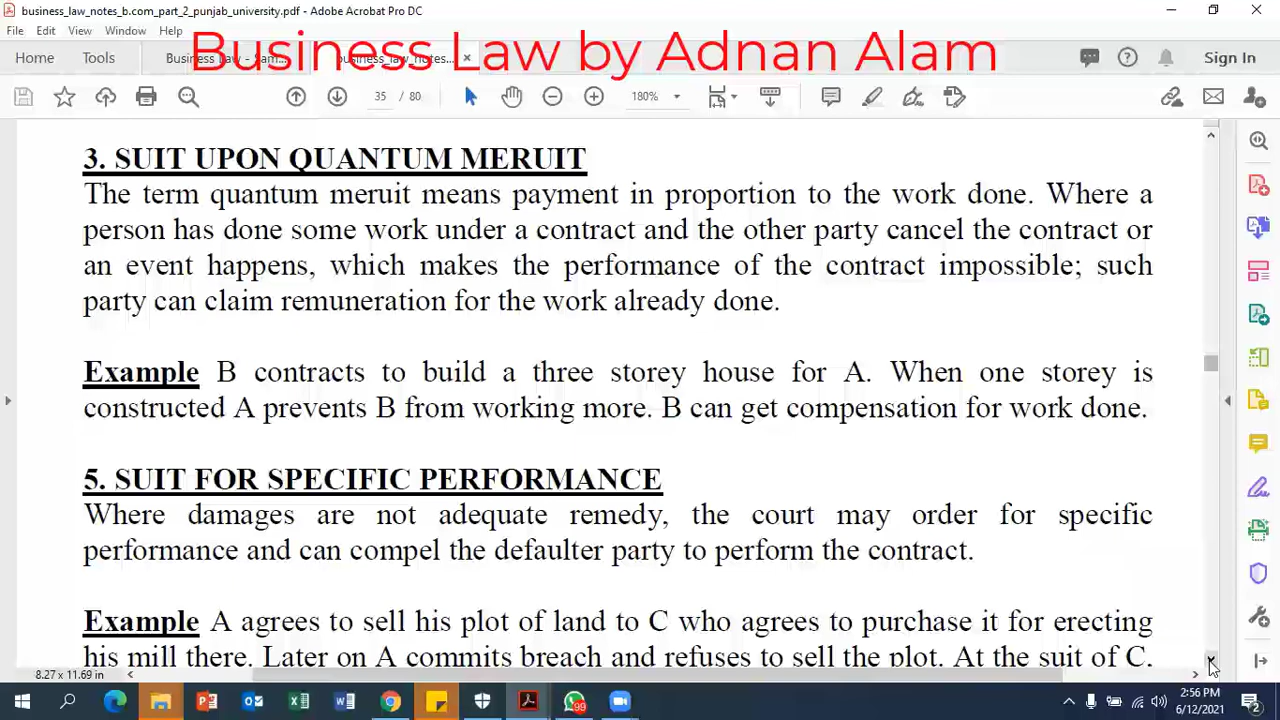 business_law_notes_b.com_part_2_punjab_university.pdf - Adobe Acrobat Pro DC
File Edit View Window Help
Business Law by Adnan Alam
Home Tools Business Law - Sam... business_law_notes... × Sign In
35 / 80 180%
3. SUIT UPON QUANTUM MERUIT
The term quantum meruit means payment in proportion to the work done. Where a
person has done some work under a contract and the other party cancel the contract or
an event happens, which makes the performance of the contract impossible; such
party can claim remuneration for the work already done.
Example B contracts to build a three storey house for A. When one storey is
constructed A prevents B from working more. B can get compensation for work done.
5. SUIT FOR SPECIFIC PERFORMANCE
Where damages are not adequate remedy, the court may order for specific
performance and can compel the defaulter party to perform the contract.
Example A agrees to sell his plot of land to C who agrees to purchase it for erecting
his mill there. Later on A commits breach and refuses to sell the plot. At the suit of C,
8.27 x 11.69 in
99
2:56 PM
6/12/2021
2